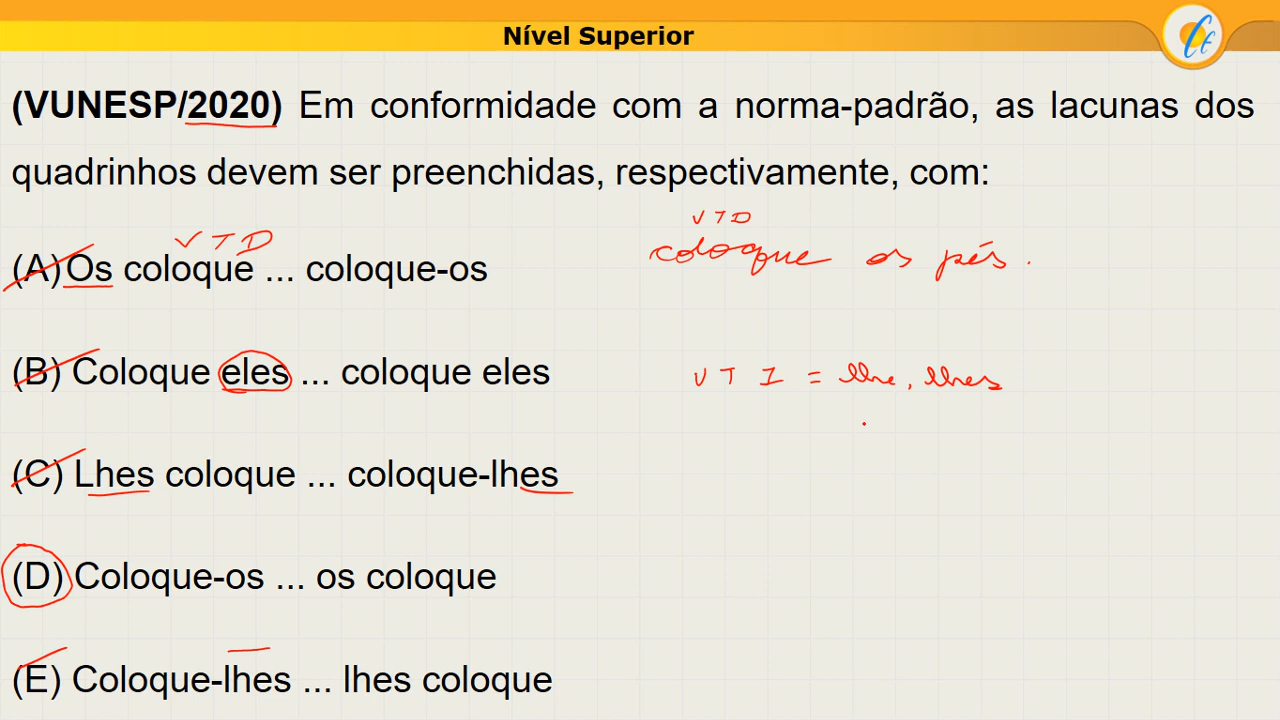 Nível Superior
(VUNESP/2020) Em conformidade com a norma-padrão, as lacunas dos
quadrinhos devem ser preenchidas, respectivamente, com:
VTD
(A) Os coloque ... coloque-os
VTD
coloque os pés.
(B) Coloque eles ... coloque eles
VTI = lhe, lhes
(C) Lhes coloque ... coloque-lhes
(D) Coloque-os ... os coloque
(E) Coloque-lhes ... lhes coloque